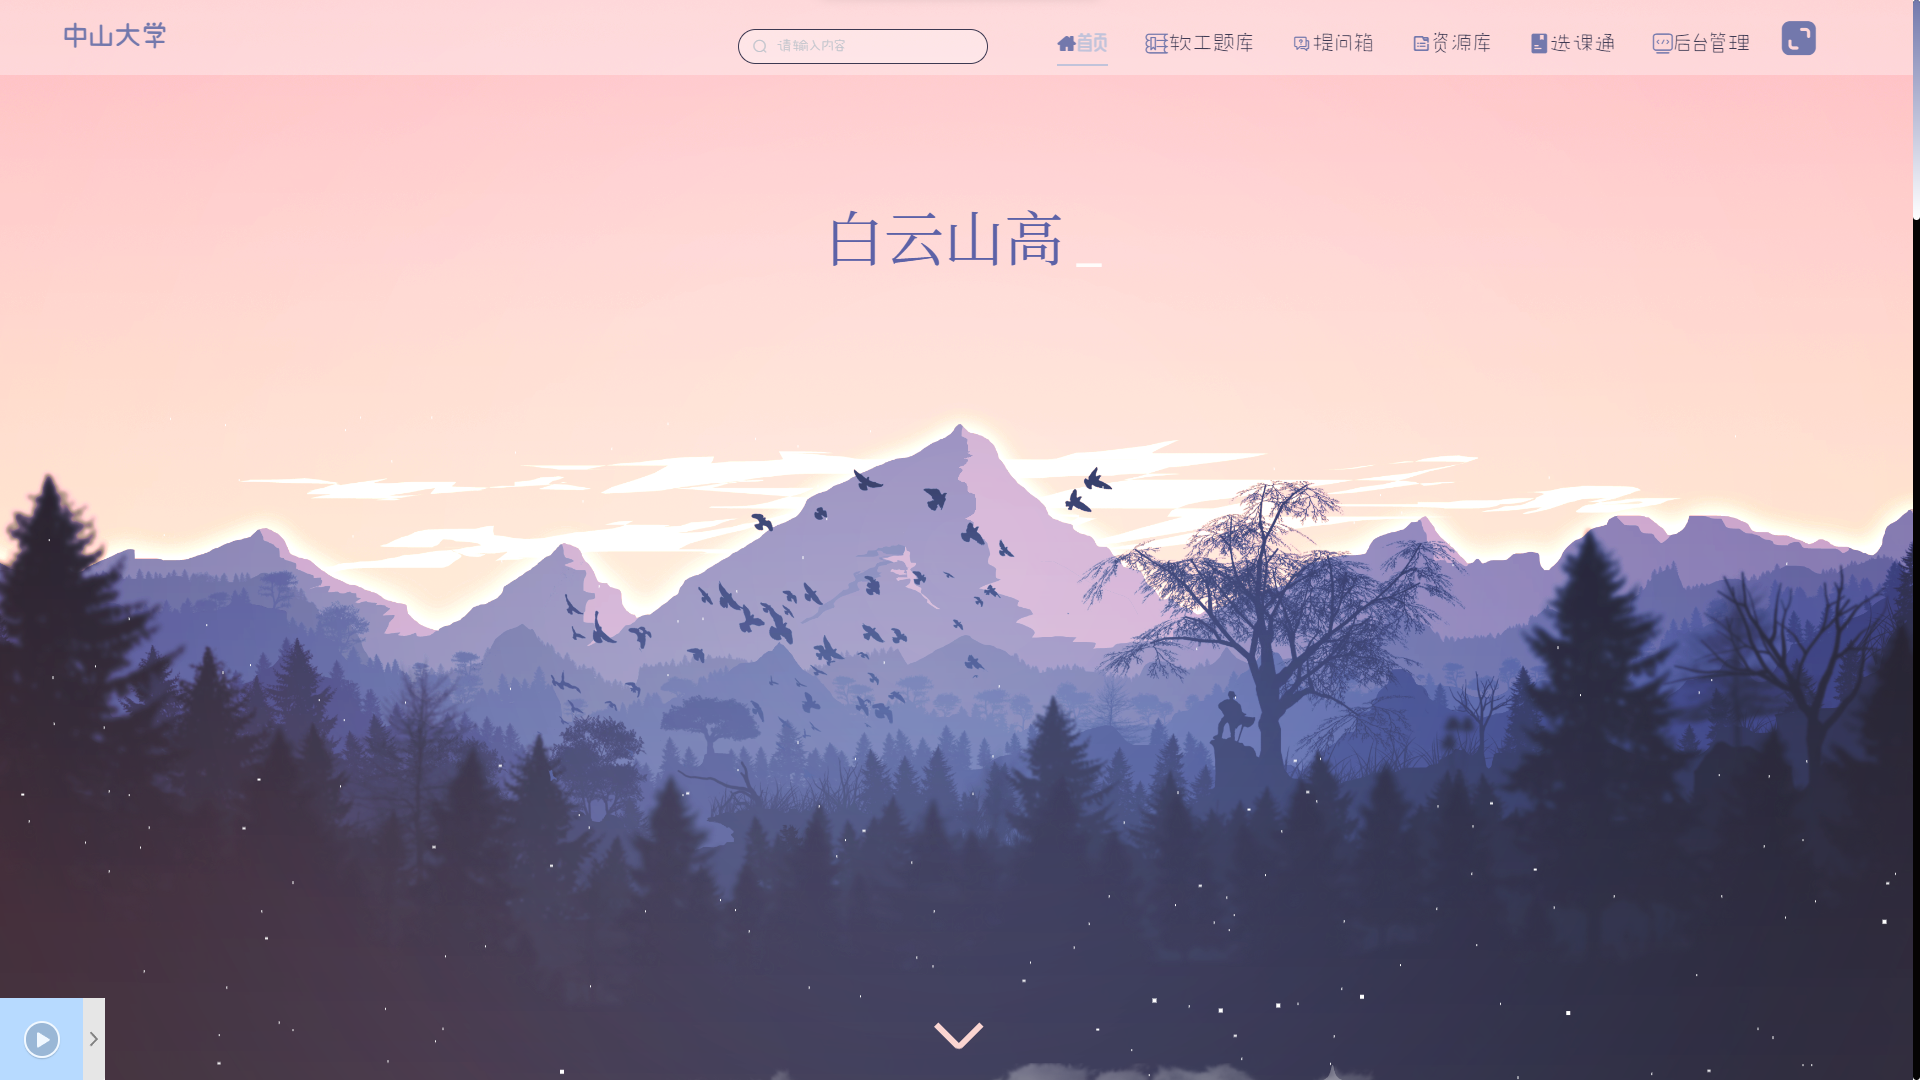 中山大学
请输入内容
首页
软工题库
提问箱
资源库
选课通
后台管理
白云山高 _